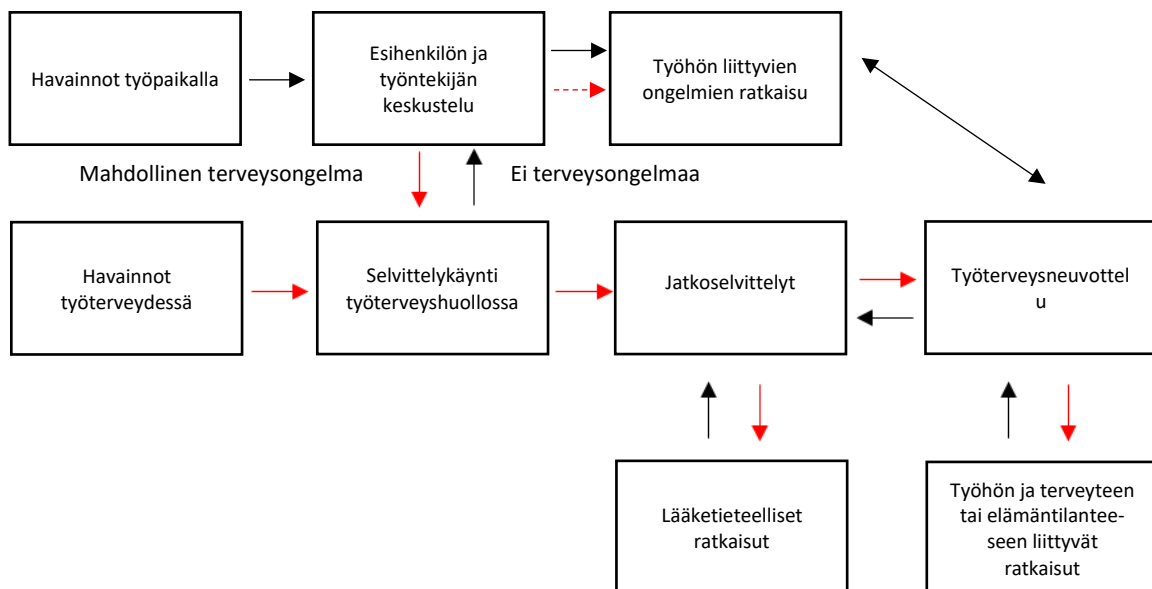 Havainnot työpaikalla
Esihenkilön ja
työntekijän
keskustelu
Työhön liittyvien
ongelmien ratkaisu
Mahdollinen terveysongelma
Ei terveysongelmaa
Havainnot
työterveydessä
Selvittelykäynti
työterveyshuollossa
Jatkoselvittelyt
Työterveysneuvottel
u
Lääketieteelliset
ratkaisut
Työhön ja terveyteen
tai elämäntilantee-
seen liittyvät
ratkaisut